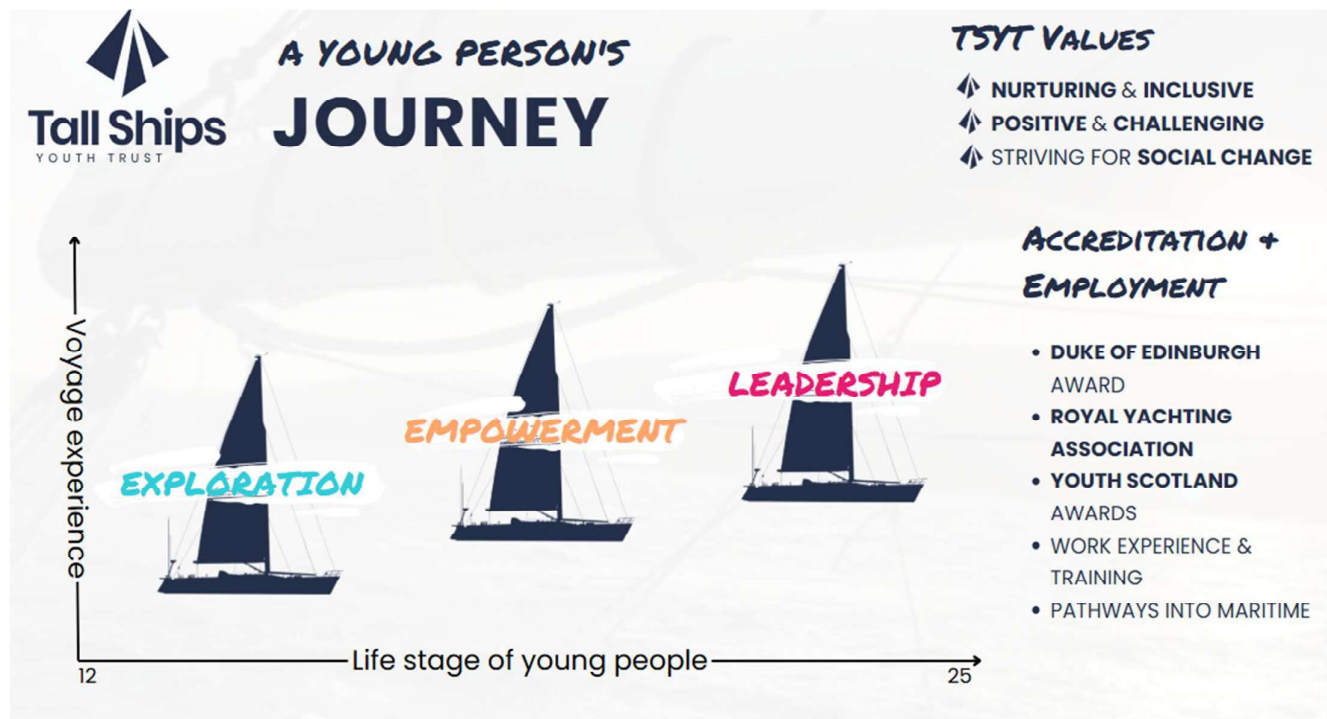 Tall Ships
YOUTH TRUST
A YOUNG PERSON'S
JOURNEY
TSYT VALUES
NURTURING & INCLUSIVE
POSITIVE & CHALLENGING
STRIVING FOR SOCIAL CHANGE
Voyage experience
EXPLORATION
EMPOWERMENT
LEADERSHIP
12
Life stage of young people
25
ACCREDITATION +
EMPLOYMENT
• DUKE OF EDINBURGH
AWARD
• ROYAL YACHTING
ASSOCIATION
• YOUTH SCOTLAND
AWARDS
• WORK EXPERIENCE &
TRAINING
• PATHWAYS INTO MARITIME